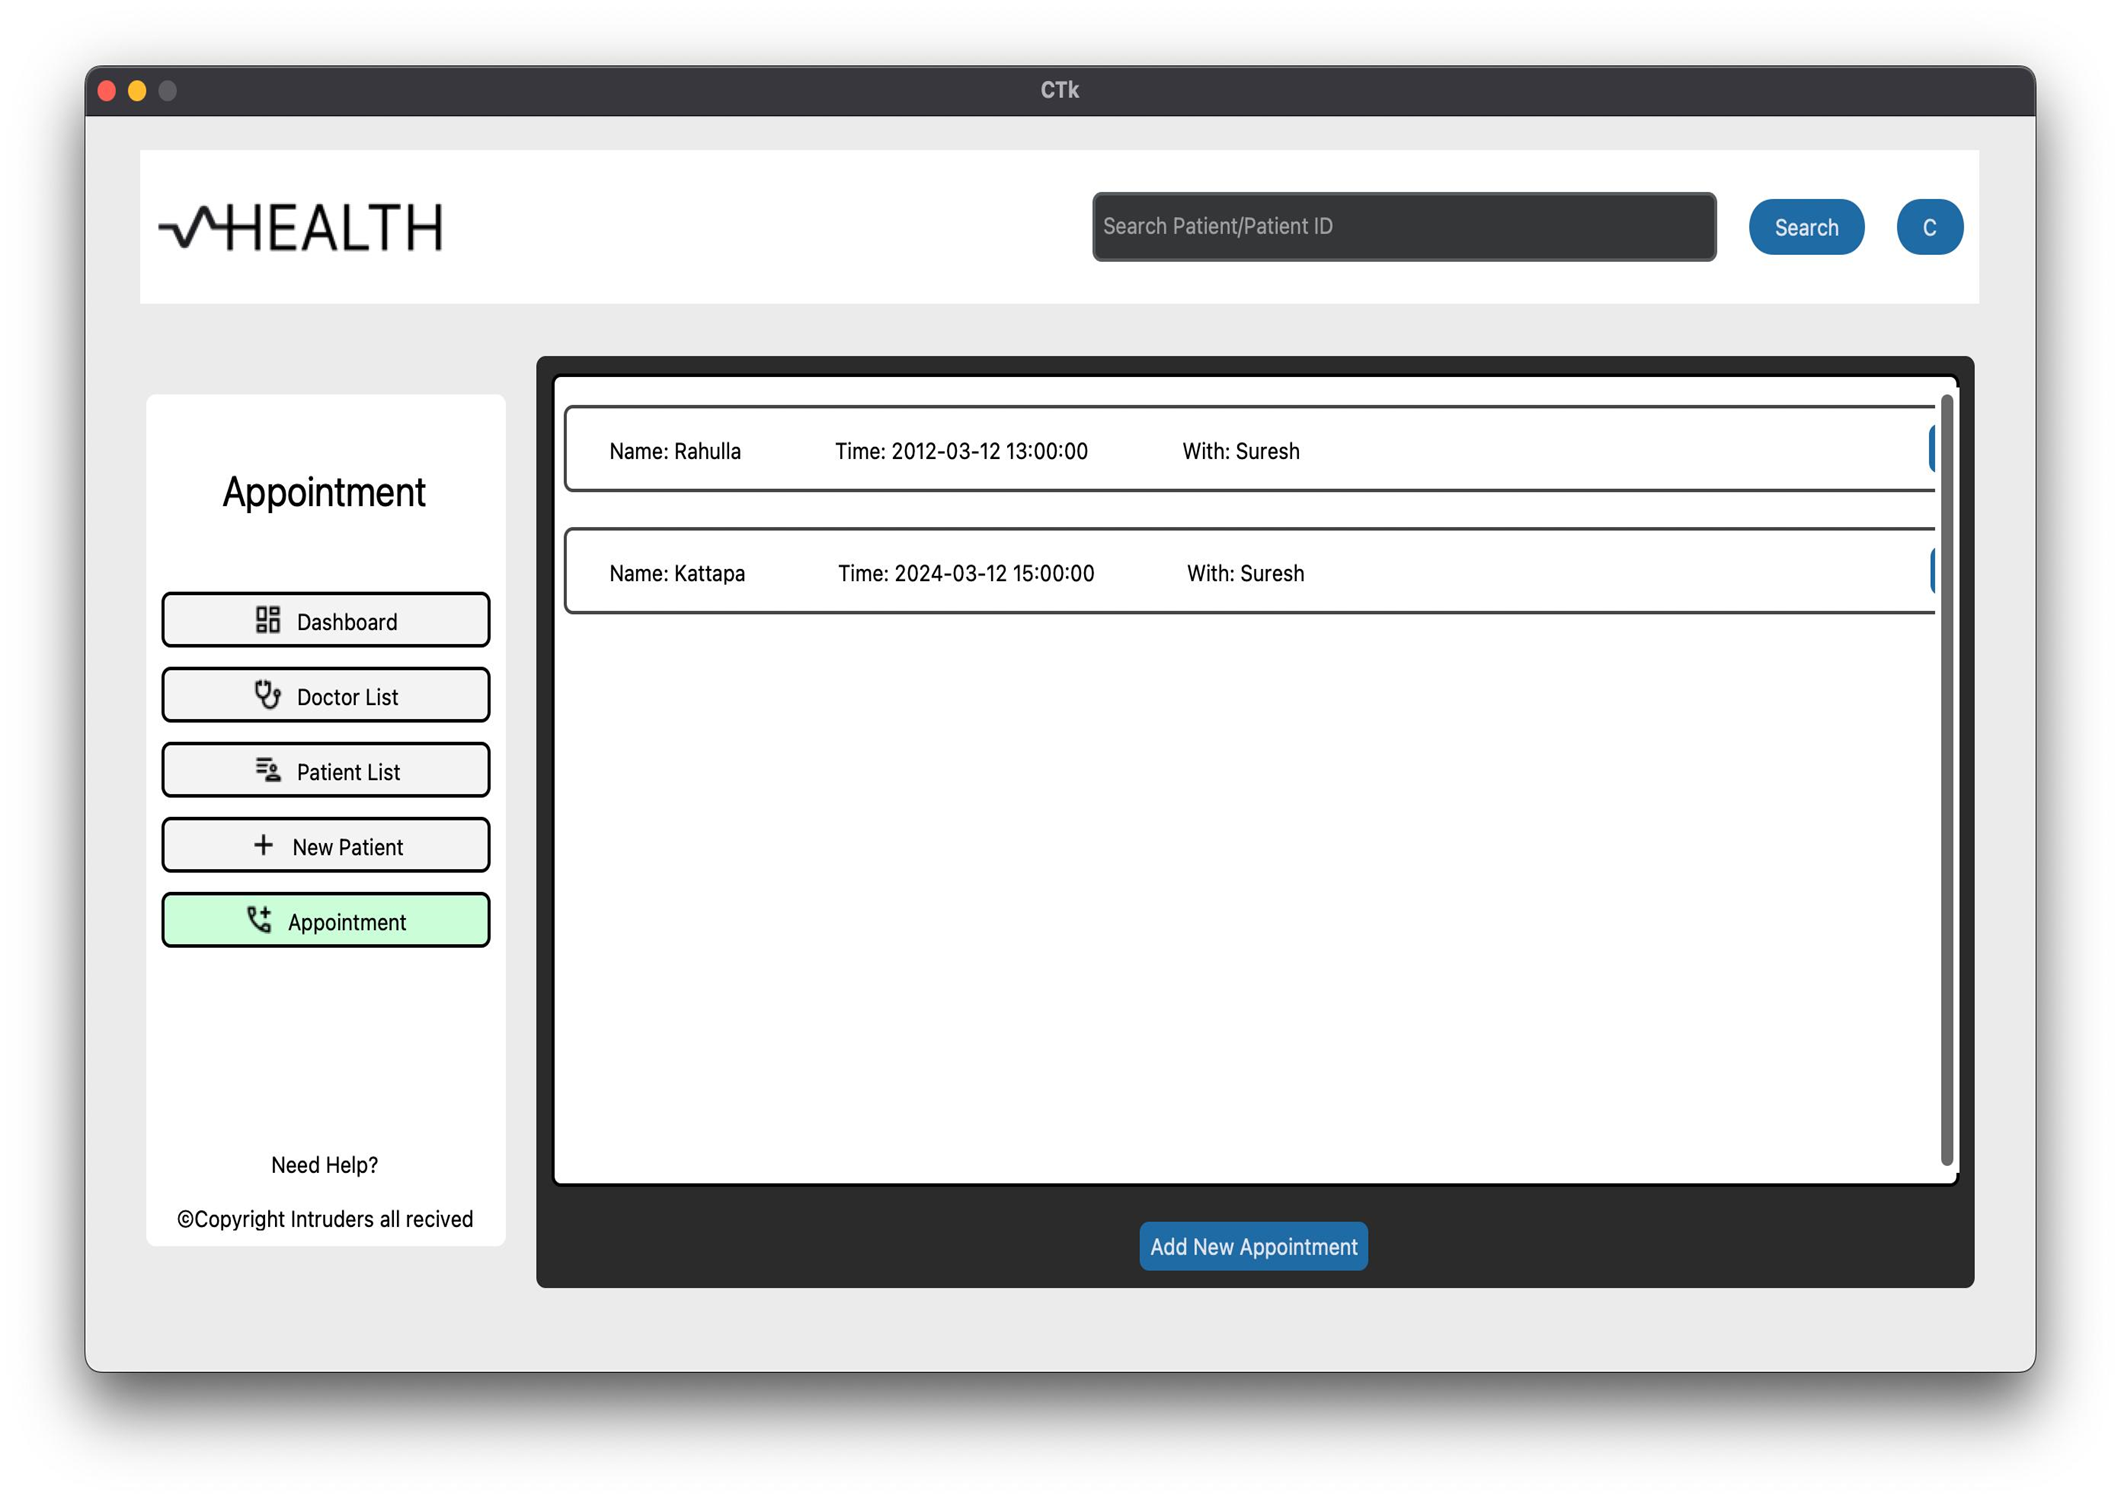 CTk
HEALTH
Search Patient/Patient ID
Search
C
Appointment
Dashboard
Doctor List
Patient List
New Patient
Appointment
Need Help?
©Copyright Intruders all recived
Name: Rahulla Time: 2012-03-12 13:00:00 With: Suresh
Name: Kattapa Time: 2024-03-12 15:00:00 With: Suresh
Add New Appointment